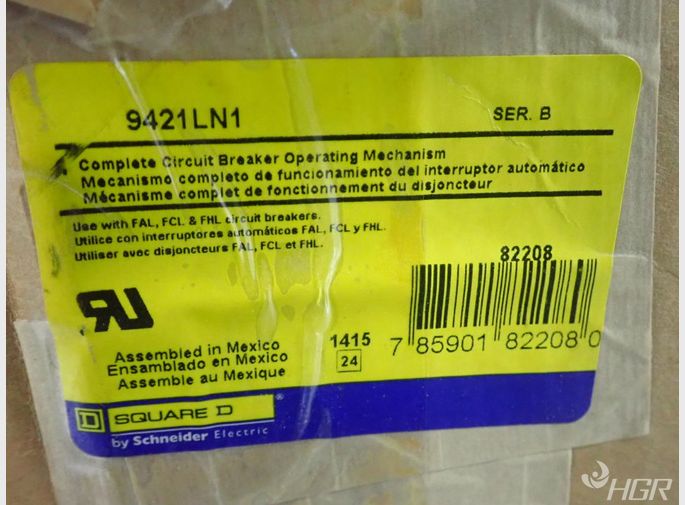 9421LN1 SER. B
Complete Circuit Breaker Operating Mechanism
Mecanismo completo de funcionamiento del interruptor automático
Mécanisme complet de fonctionnement du disjoncteur
Use with FAL, FCL & FHL circuit breakers.
Utilice con interruptores automáticos FAL, FCL y FHL.
Utiliser avec disjoncteurs FAL, FCL et FHL.
82208
7 85901 82208 0
1415
24
Assembled in Mexico
Ensamblado en Mexico
Assemble au Mexique
D SQUARE D ®
by Schneider Electric
HGR